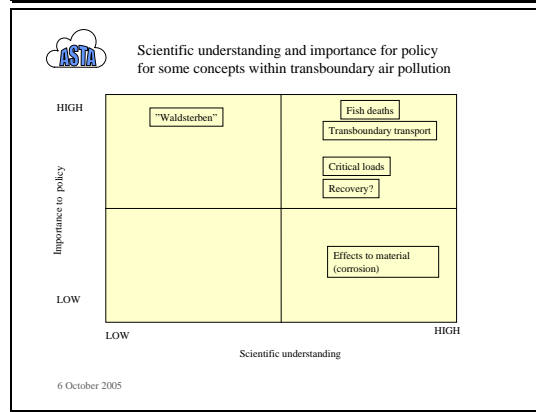 ASTA
Scientific understanding and importance for policy
for some concepts within transboundary air pollution
HIGH
"Waldsterben"
Fish deaths
Transboundary transport
Critical loads
Recovery?
Importance to policy
Effects to material
(corrosion)
LOW
LOW
HIGH
Scientific understanding
6 October 2005